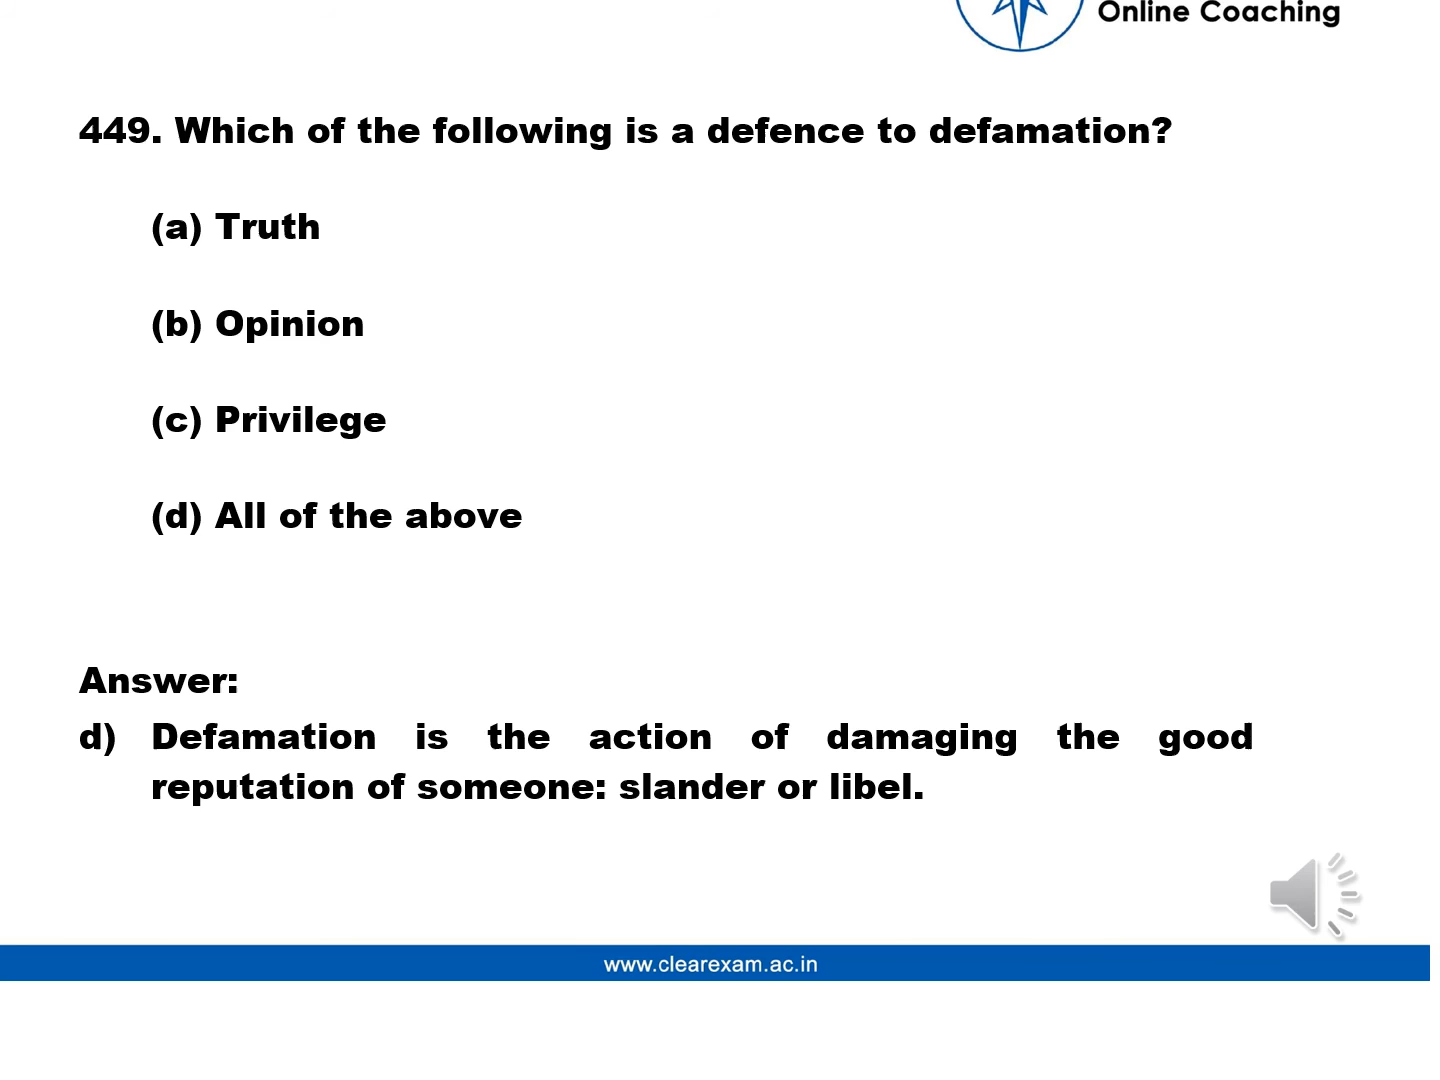 Online Coaching
449. Which of the following is a defence to defamation?
(a) Truth
(b) Opinion
(c) Privilege
(d) All of the above
Answer:
d) Defamation is the action of damaging the good
reputation of someone: slander or libel.
www.clearexam.ac.in